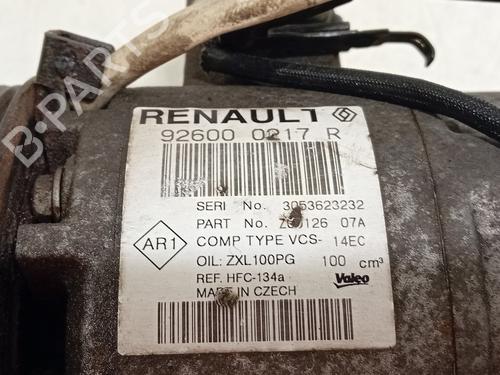 RENAULT
92600 0217 R
SERI No. 3053623232
PART No. 07A
AR1
COMP TYPE VCS- 14EC
OIL: ZXL100PG 100 cm³
REF. HFC-134a
Valeo
MADE IN CZECH
B-PARTS